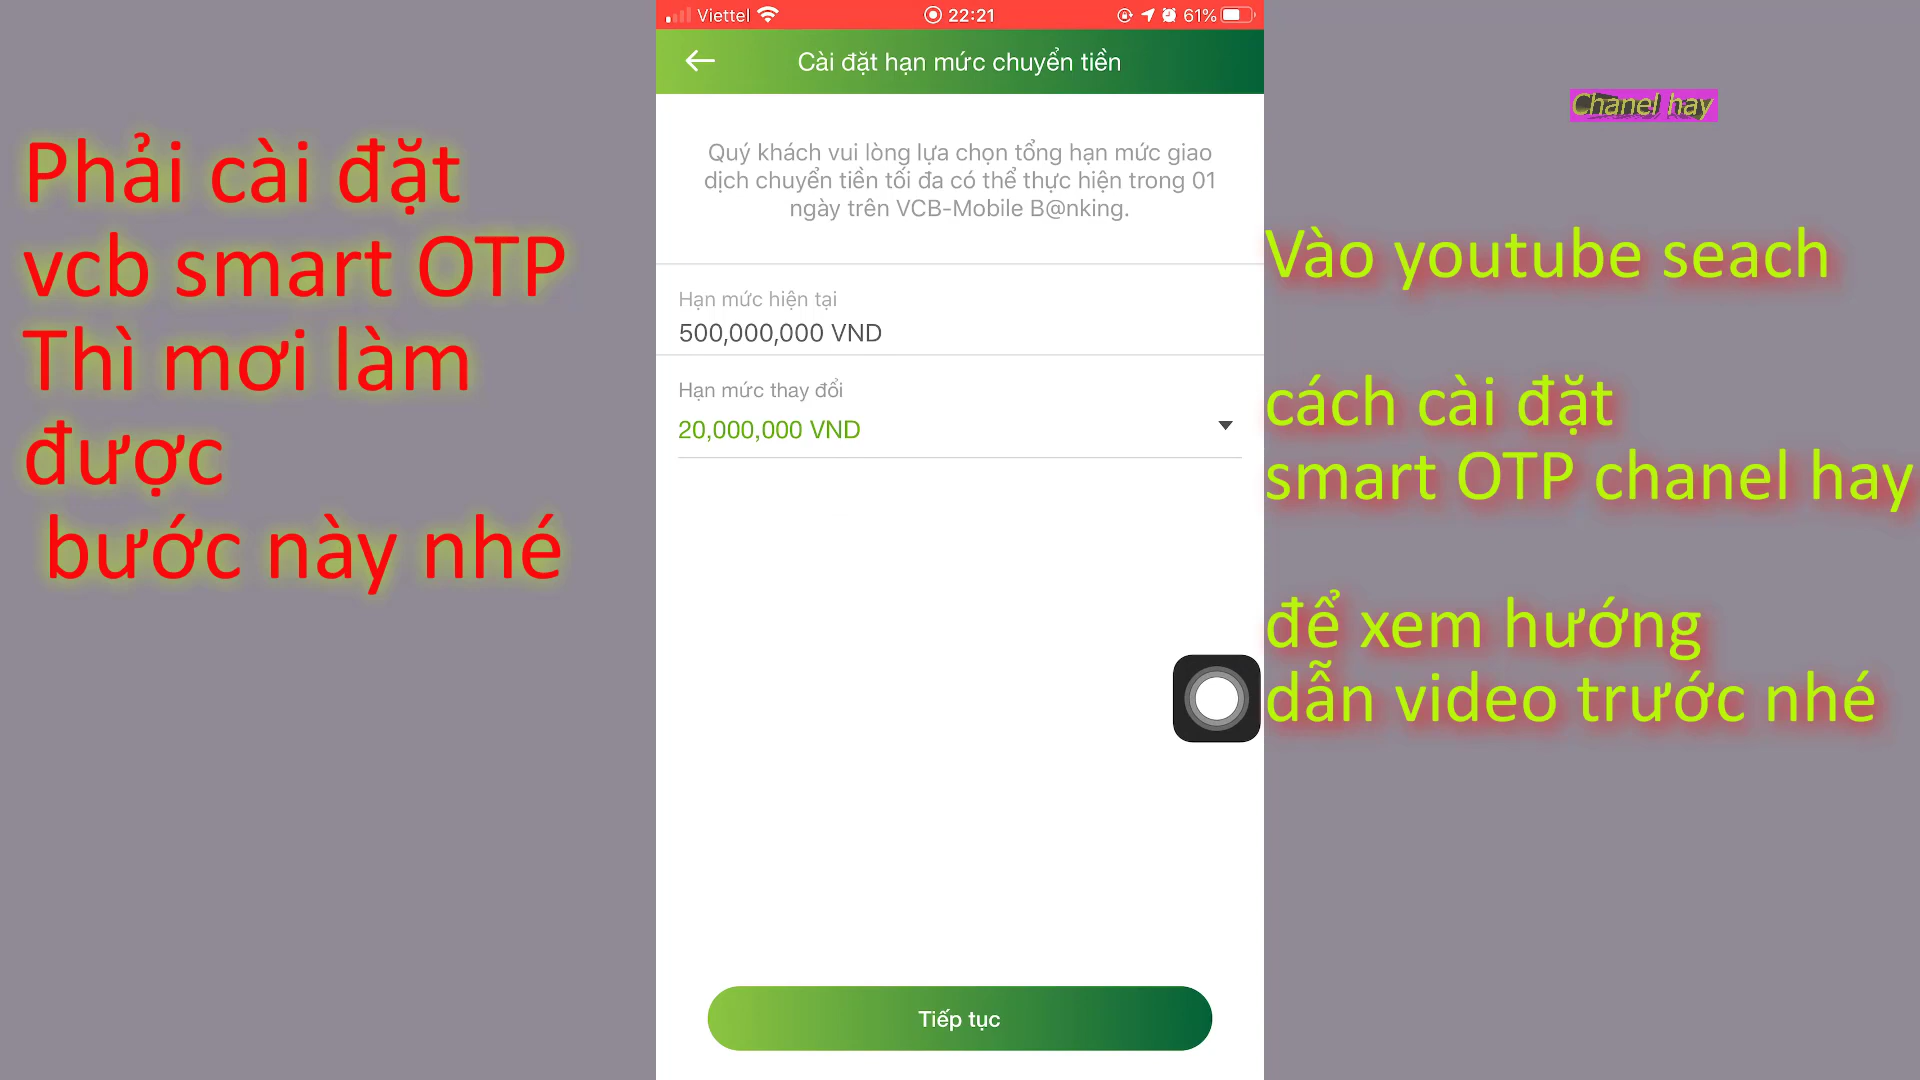 Viettel 22:21 61%
Cài đặt hạn mức chuyển tiền
Chanel hay
Phải cài đặt
vcb smart OTP
Thì mơi làm
được
bước này nhé
Quý khách vui lòng lựa chọn tổng hạn mức giao
dịch chuyển tiền tối đa có thể thực hiện trong 01
ngày trên VCB-Mobile B@nking.
Hạn mức hiện tại
500,000,000 VND
Hạn mức thay đổi
20,000,000 VND
Tiếp tục
Vào youtube seach
cách cài đặt
smart OTP chanel hay
để xem hướng
dẫn video trước nhé